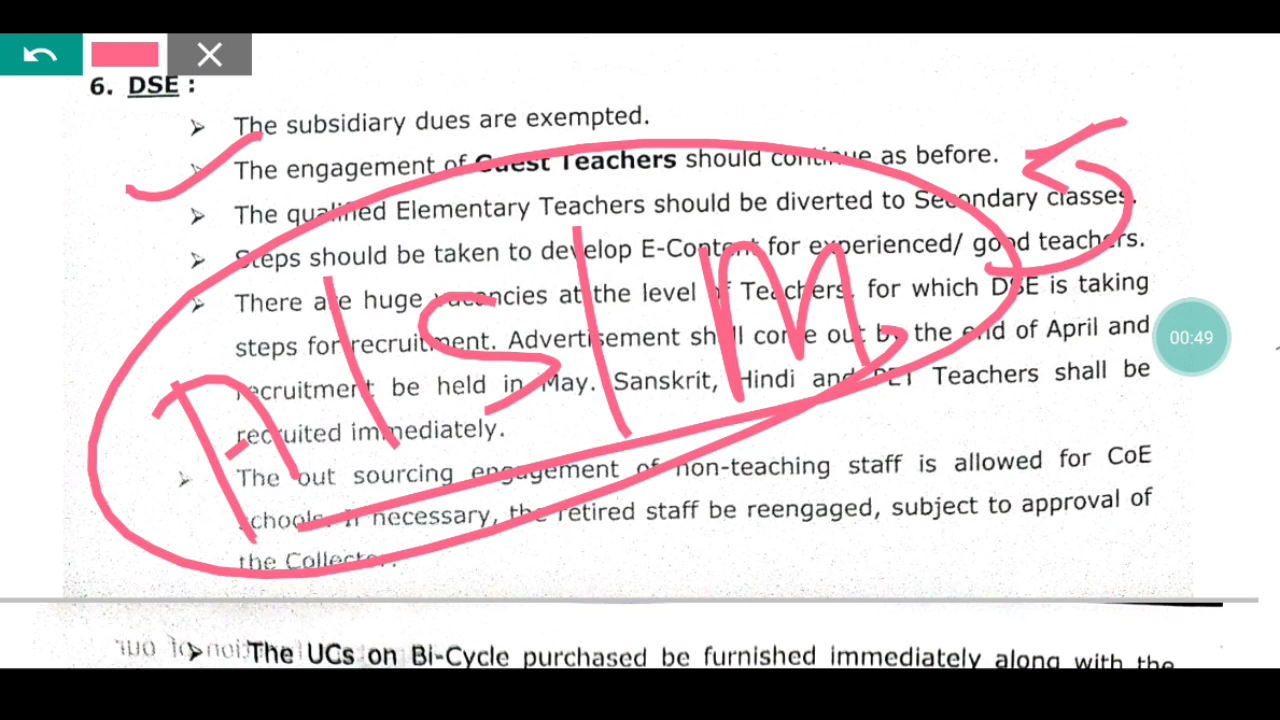 6. DSE :
➢ The subsidiary dues are exempted.
➢ The engagement of Guest Teachers should continue as before.
➢ The qualified Elementary Teachers should be diverted to Secondary classes.
➢ Steps should be taken to develop E-Content for experienced/ good teachers.
➢ There are huge vacancies at the level of Teachers, for which DSE is taking
steps for recruitment. Advertisement shall come out by the end of April and
recruitment be held in May. Sanskrit, Hindi and PET Teachers shall be
recruited immediately.
➢ The out sourcing engagement of non-teaching staff is allowed for CoE
schools. If necessary, the retired staff be reengaged, subject to approval of
the Collector.
➢ The UCs on Bi-Cycle purchased be furnished immediately along with the
00:49